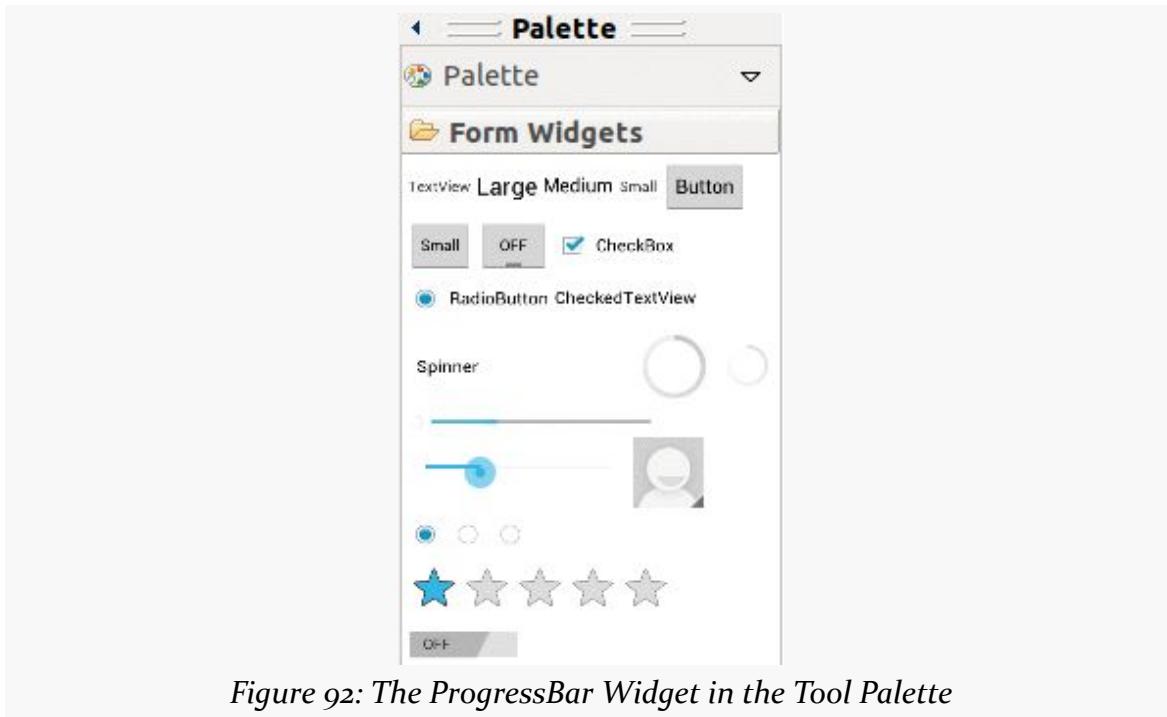 Palette
Palette
Form Widgets
TextView Large Medium Small Button
Small OFF CheckBox
RadioButton CheckedTextView
Spinner
OFF
Figure 92: The ProgressBar Widget in the Tool Palette